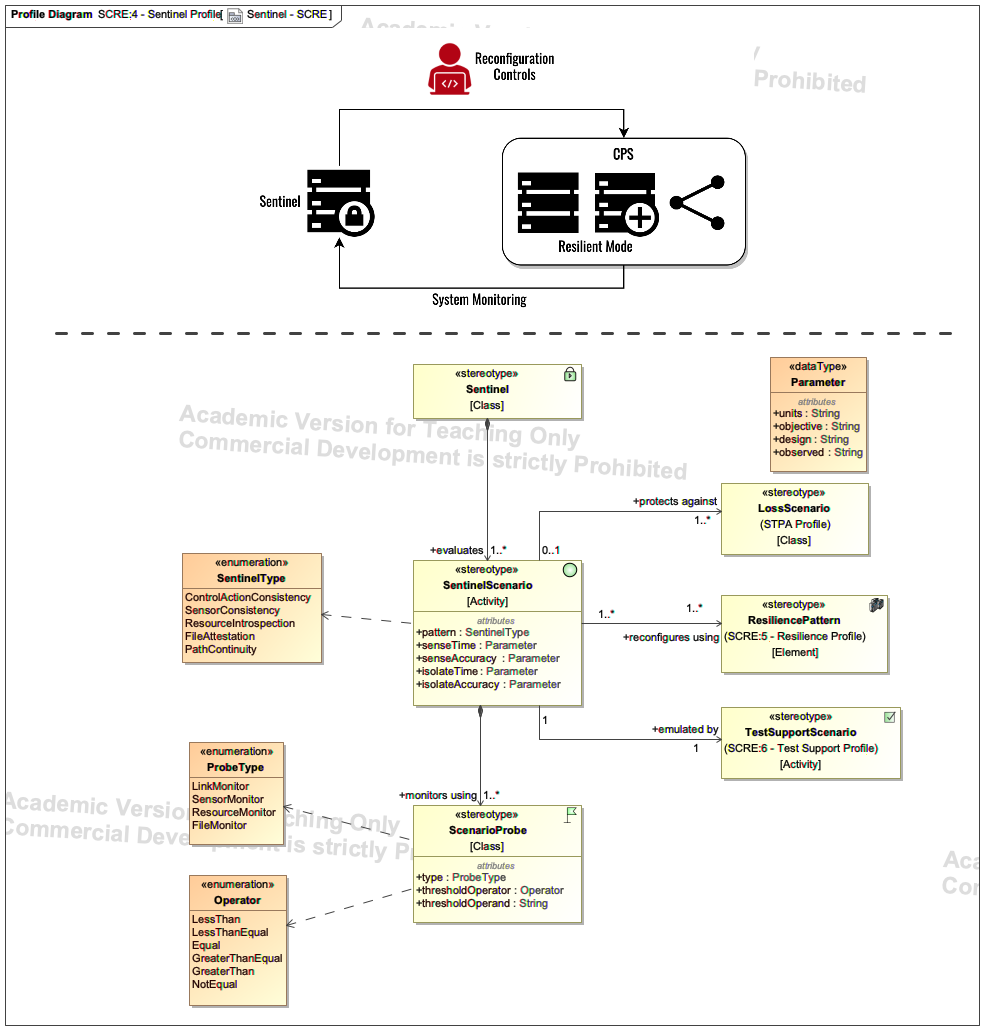 Profile Diagram SCRE:4 - Sentinel Profile[ Sentinel - SCRE ]
Academic Ve
Prohibited
Reconfiguration
Controls
CPS
Sentinel
Resilient Mode
System Monitoring
«stereotype»
Sentinel
[Class]
«dataType»
Parameter
attributes
+units : String
+objective : String
+design : String
+observed : String
Academic Version for Teaching Only
Commercial Development is strictly Prohibited
+protects against
1..*
«stereotype»
LossScenario
(STPA Profile)
[Class]
+evaluates 1..*
0..1
«enumeration»
SentinelType
ControlActionConsistency
SensorConsistency
ResourceIntrospection
FileAttestation
PathContinuity
«stereotype»
SentinelScenario
[Activity]
attributes
+pattern : SentinelType
+senseTime : Parameter
+senseAccuracy : Parameter
+isolateTime : Parameter
+isolateAccuracy : Parameter
1..*
1..*
+reconfigures using
«stereotype»
ResiliencePattern
(SCRE:5 - Resilience Profile)
[Element]
1
+emulated by
1
«stereotype»
TestSupportScenario
(SCRE:6 - Test Support Profile)
[Activity]
«enumeration»
ProbeType
LinkMonitor
SensorMonitor
ResourceMonitor
FileMonitor
+monitors using 1..*
Academic Versio ching Only
Commercial Deve ment is strictly P
«stereotype»
ScenarioProbe
[Class]
attributes
+type : ProbeType
+thresholdOperator : Operator
+thresholdOperand : String
Aca
Cor
«enumeration»
Operator
LessThan
LessThanEqual
Equal
GreaterThanEqual
GreaterThan
NotEqual